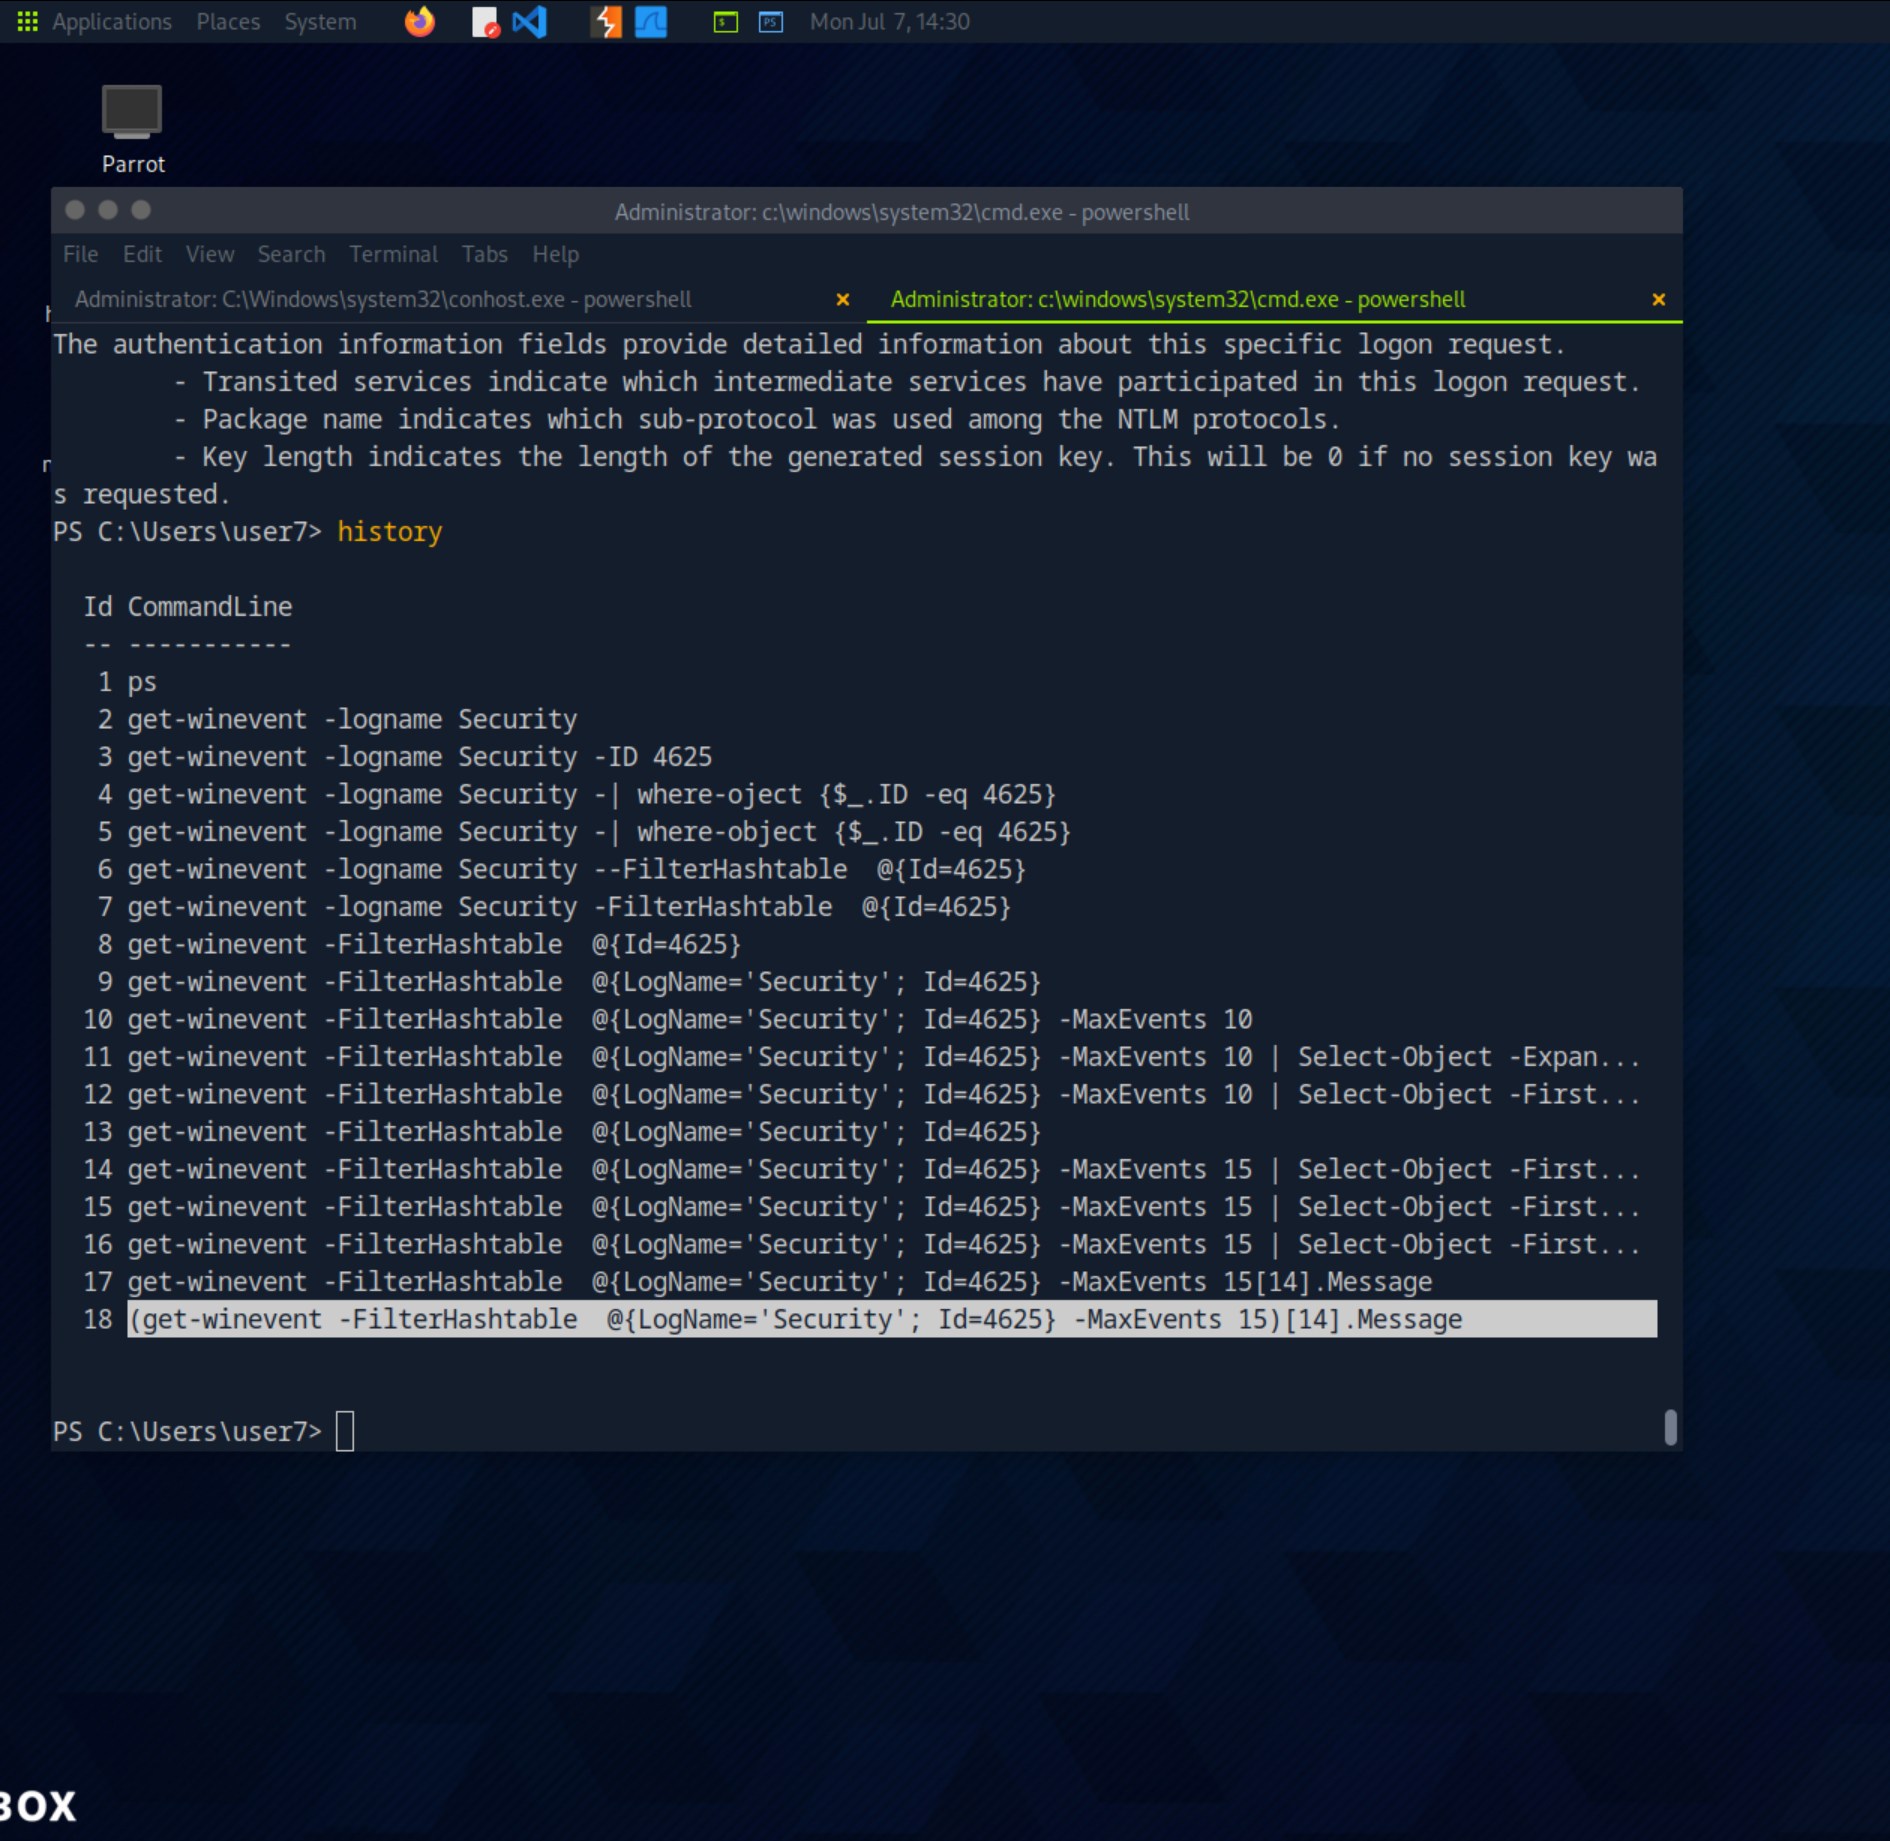 Applications Places System Mon Jul 7, 14:30
Parrot
Administrator: c:\windows\system32\cmd.exe - powershell
File Edit View Search Terminal Tabs Help
Administrator: C:\Windows\system32\conhost.exe - powershell × Administrator: c:\windows\system32\cmd.exe - powershell ×
The authentication information fields provide detailed information about this specific logon request.
- Transited services indicate which intermediate services have participated in this logon request.
- Package name indicates which sub-protocol was used among the NTLM protocols.
- Key length indicates the length of the generated session key. This will be 0 if no session key wa
s requested.
PS C:\Users\user7> history
Id CommandLine
-- -----------
1 ps
2 get-winevent -logname Security
3 get-winevent -logname Security -ID 4625
4 get-winevent -logname Security -| where-oject {$_.ID -eq 4625}
5 get-winevent -logname Security -| where-object {$_.ID -eq 4625}
6 get-winevent -logname Security --FilterHashtable  @{Id=4625}
7 get-winevent -logname Security -FilterHashtable  @{Id=4625}
8 get-winevent -FilterHashtable  @{Id=4625}
9 get-winevent -FilterHashtable  @{LogName='Security'; Id=4625}
10 get-winevent -FilterHashtable  @{LogName='Security'; Id=4625} -MaxEvents 10
11 get-winevent -FilterHashtable  @{LogName='Security'; Id=4625} -MaxEvents 10 | Select-Object -Expan...
12 get-winevent -FilterHashtable  @{LogName='Security'; Id=4625} -MaxEvents 10 | Select-Object -First...
13 get-winevent -FilterHashtable  @{LogName='Security'; Id=4625}
14 get-winevent -FilterHashtable  @{LogName='Security'; Id=4625} -MaxEvents 15 | Select-Object -First...
15 get-winevent -FilterHashtable  @{LogName='Security'; Id=4625} -MaxEvents 15 | Select-Object -First...
16 get-winevent -FilterHashtable  @{LogName='Security'; Id=4625} -MaxEvents 15 | Select-Object -First...
17 get-winevent -FilterHashtable  @{LogName='Security'; Id=4625} -MaxEvents 15[14].Message
18 (get-winevent -FilterHashtable  @{LogName='Security'; Id=4625} -MaxEvents 15)[14].Message
PS C:\Users\user7>